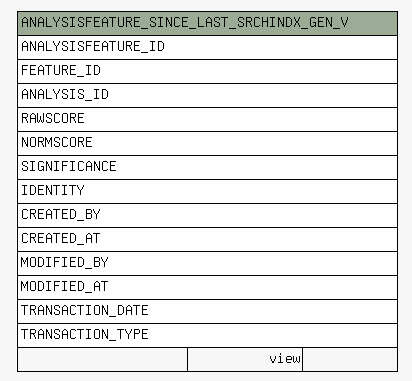 ANALYSISFEATURE_SINCE_LAST_SRCHINDX_GEN_V
ANALYSISFEATURE_ID
FEATURE_ID
ANALYSIS_ID
RAWSCORE
NORMSCORE
SIGNIFICANCE
IDENTITY
CREATED_BY
CREATED_AT
MODIFIED_BY
MODIFIED_AT
TRANSACTION_DATE
TRANSACTION_TYPE
view